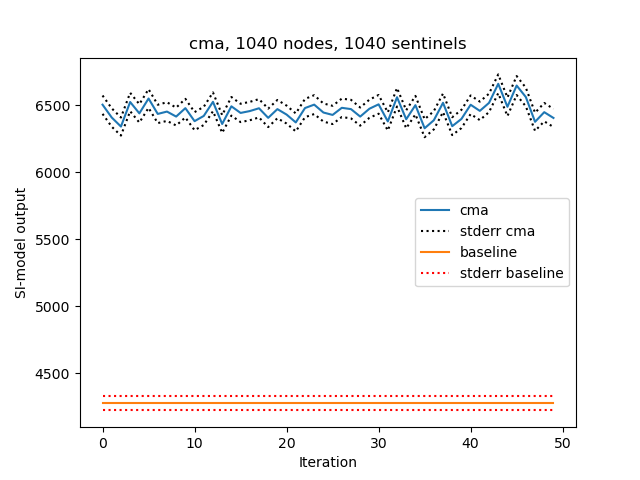 cma, 1040 nodes, 1040 sentinels
6500
6000
5500
5000
4500
SI-model output
cma
stderr cma
baseline
stderr baseline
0 10 20 30 40 50
Iteration